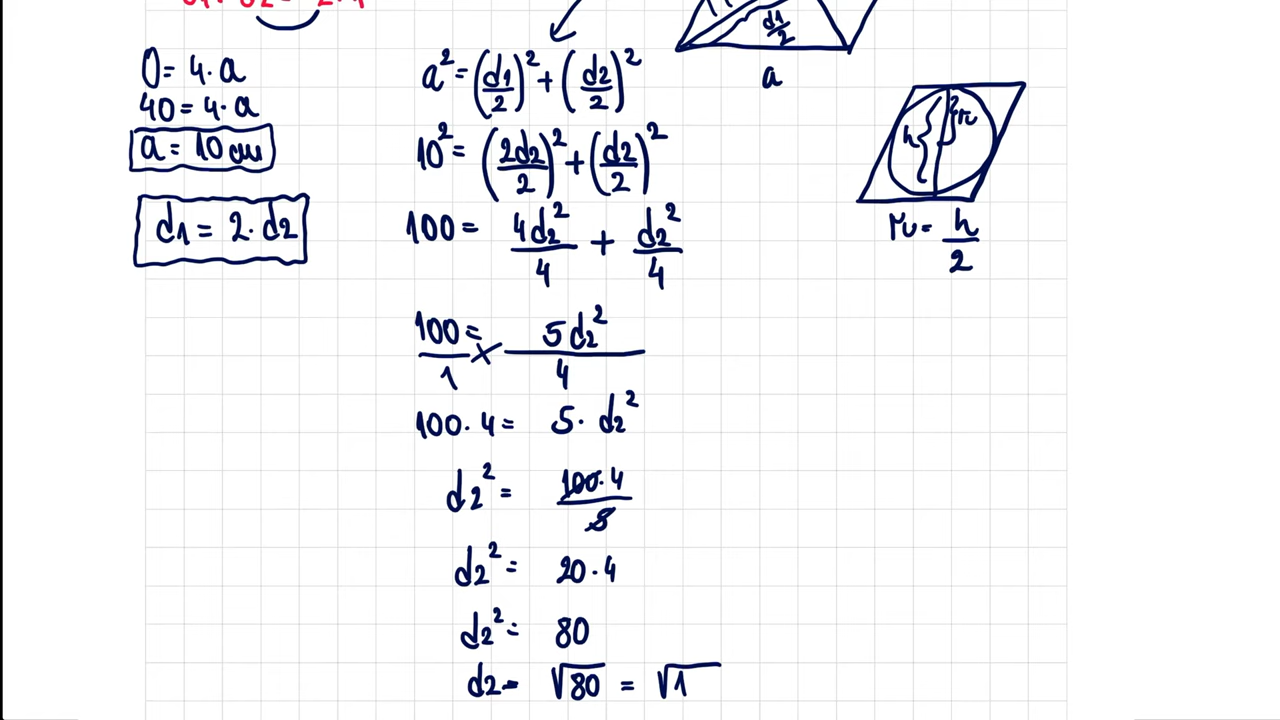 O = 4 · a
40 = 4 · a
a = 10 cm
d1 = 2 · d2
a² = (d1/2)² + (d2/2)²
10² = (2d2/2)² + (d2/2)²
100 = 4d2²/4 + d2²/4
100/1 = 5d2²/4
100 · 4 = 5 · d2²
d2² = 100 · 4/5
d2² = 20 · 4
d2² = 80
d2 = √80 = √1
d1/2
a
h
ru = h/2